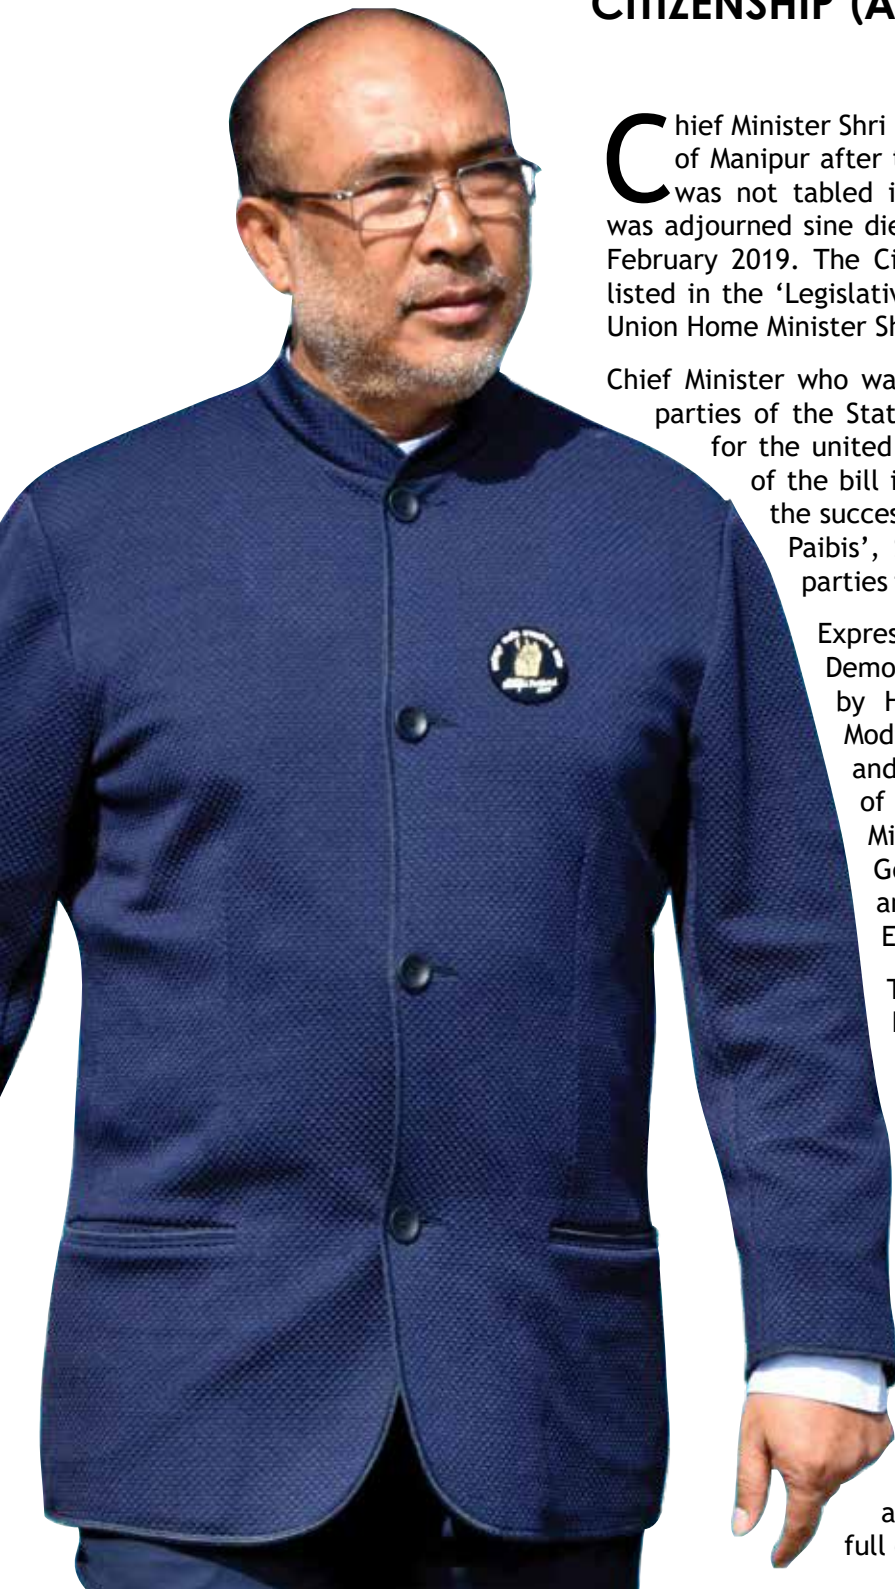 CITIZENSHIP (A
Chief Minister Shri
of Manipur after
was not tabled i
was adjourned sine die
February 2019. The Ci
listed in the ‘Legislativ
Union Home Minister Sh
Chief Minister who wa
parties of the Stat
for the united
of the bill i
the succes
Paibis’,
parties
Expres
Demo
by H
Mod
and
of
Mi
Go
ar
E
T
a
full